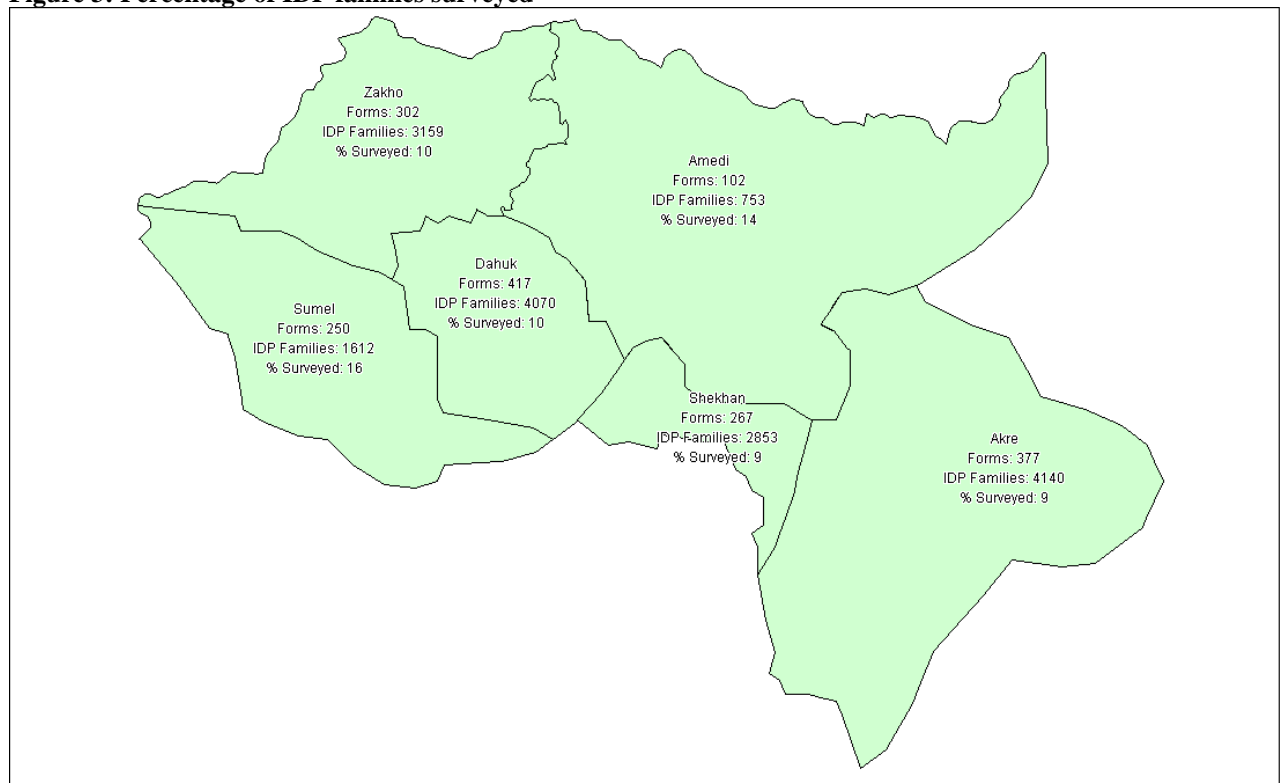 Figure 3: Percentage of IDP families surveyed
Zakho
Forms: 302
IDP Families: 3159
% Surveyed: 10
Amedi
Forms: 102
IDP Families: 753
% Surveyed: 14
Dahuk
Forms: 417
IDP Families: 4070
% Surveyed: 10
Sumel
Forms: 250
IDP Families: 1612
% Surveyed: 16
Shekhan
Forms: 267
IDP Families: 2853
% Surveyed: 9
Akre
Forms: 377
IDP Families: 4140
% Surveyed: 9